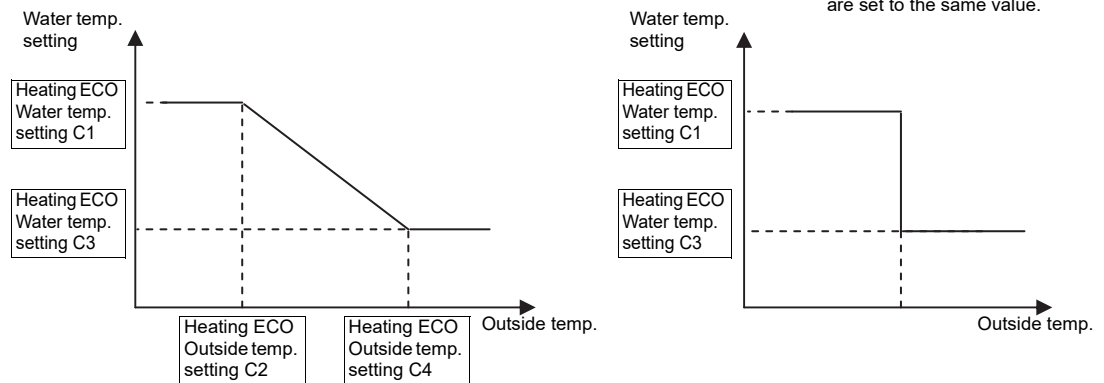 are set to the same value.
Water temp.
setting
Heating ECO
Water temp.
setting C1
Heating ECO
Water temp.
setting C3
Heating ECO
Outside temp.
setting C2
Heating ECO
Outside temp.
setting C4
Outside temp.
Water temp.
setting
Heating ECO
Water temp.
setting C1
Heating ECO
Water temp.
setting C3
Outside temp.